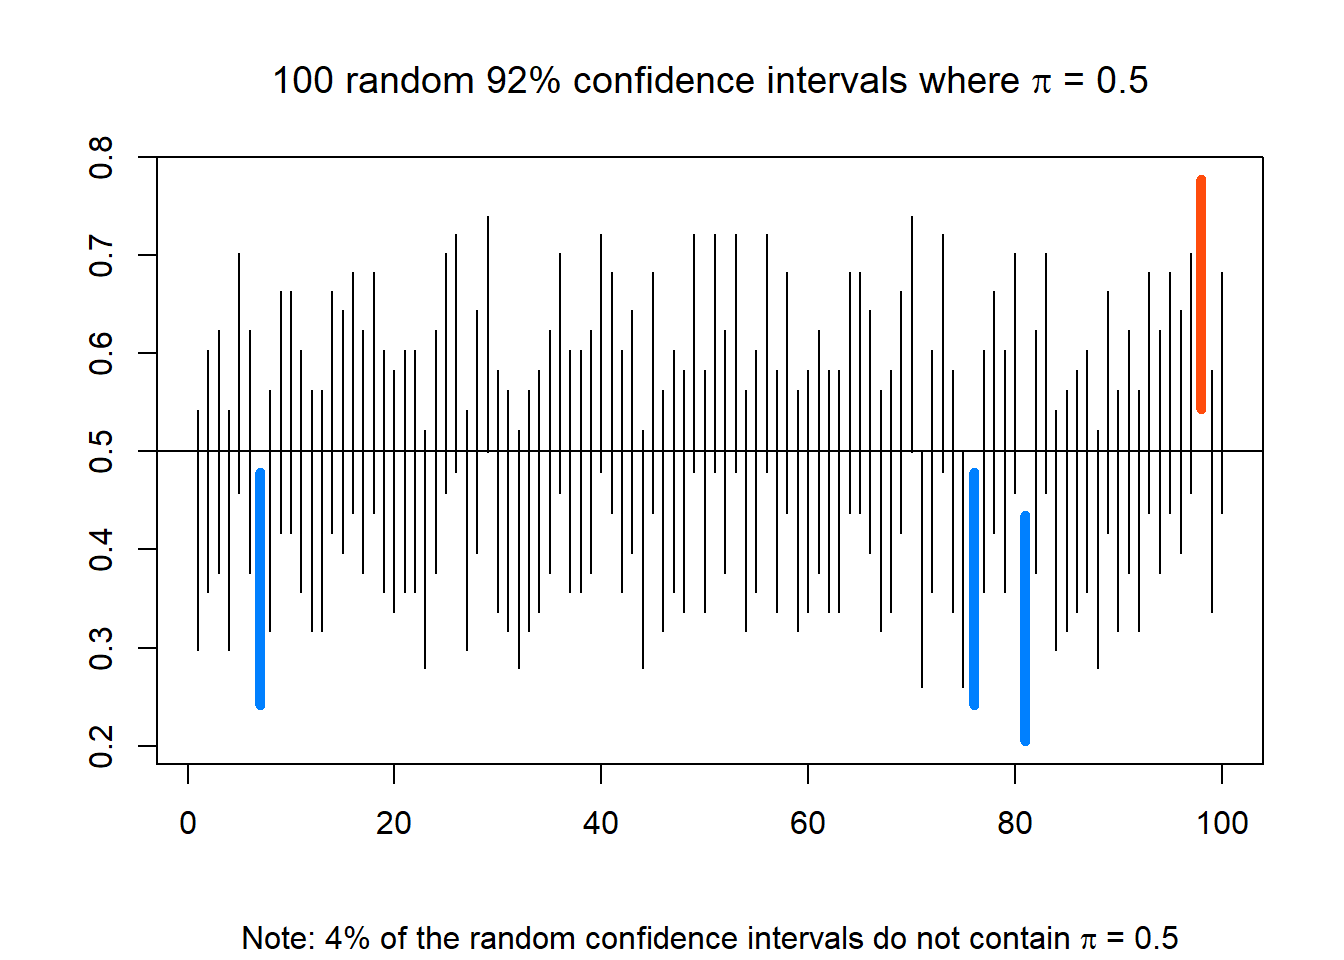 100 random 92% confidence intervals where π = 0.5
0.8
0.7
0.6
0.5
0.4
0.3
0.2
0 20 40 60 80 100
Note: 4% of the random confidence intervals do not contain π = 0.5